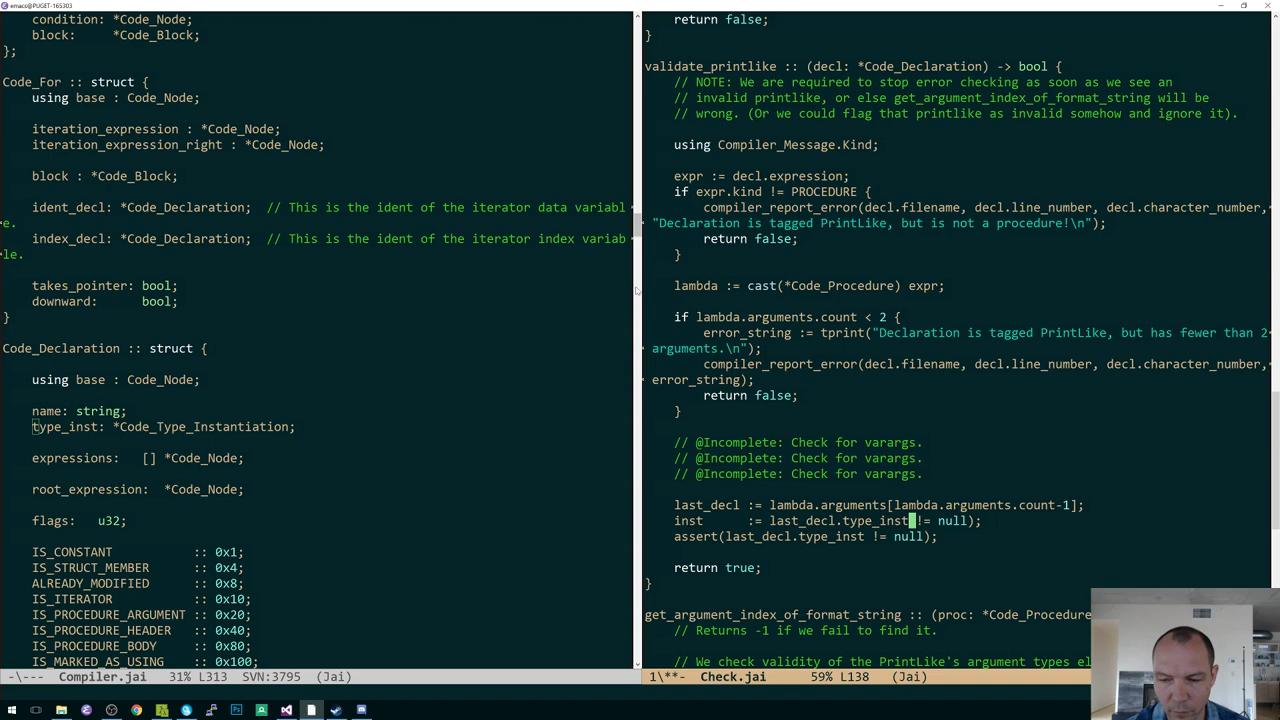 emacs@PUGET-165303
condition: *Code_Node;
block:     *Code_Block;
};
Code_For :: struct {
using base : Code_Node;
iteration_expression : *Code_Node;
iteration_expression_right : *Code_Node;
block : *Code_Block;
ident_decl: *Code_Declaration;  // This is the ident of the iterator data variabl
e.
index_decl: *Code_Declaration;  // This is the ident of the iterator index variab
le.
takes_pointer: bool;
downward:      bool;
}
Code_Declaration :: struct {
using base : Code_Node;
name: string;
type_inst: *Code_Type_Instantiation;
expressions:   [] *Code_Node;
root_expression:  *Code_Node;
flags:   u32;
IS_CONSTANT           :: 0x1;
IS_STRUCT_MEMBER      :: 0x4;
ALREADY_MODIFIED      :: 0x8;
IS_ITERATOR           :: 0x10;
IS_PROCEDURE_ARGUMENT :: 0x20;
IS_PROCEDURE_HEADER   :: 0x40;
IS_PROCEDURE_BODY     :: 0x80;
IS_MARKED_AS_USING    :: 0x100;
-\---  Compiler.jai   31% L313  SVN:3795  (Jai)
return false;
}
validate_printlike :: (decl: *Code_Declaration) -> bool {
// NOTE: We are required to stop error checking as soon as we see an
// invalid printlike, or else get_argument_index_of_format_string will be
// wrong. (Or we could flag that printlike as invalid somehow and ignore it).
using Compiler_Message.Kind;
expr := decl.expression;
if expr.kind != PROCEDURE {
compiler_report_error(decl.filename, decl.line_number, decl.character_number,
"Declaration is tagged PrintLike, but is not a procedure!\n");
return false;
}
lambda := cast(*Code_Procedure) expr;
if lambda.arguments.count < 2 {
error_string := tprint("Declaration is tagged PrintLike, but has fewer than 2
arguments.\n");
compiler_report_error(decl.filename, decl.line_number, decl.character_number,
error_string);
return false;
}
// @Incomplete: Check for varargs.
// @Incomplete: Check for varargs.
// @Incomplete: Check for varargs.
last_decl := lambda.arguments[lambda.arguments.count-1];
inst      := last_decl.type_inst != null);
assert(last_decl.type_inst != null);
return true;
}
get_argument_index_of_format_string :: (proc: *Code_Procedure
// Returns -1 if we fail to find it.
// We check validity of the PrintLike's argument types el
1\**-  Check.jai      59% L138   (Jai)